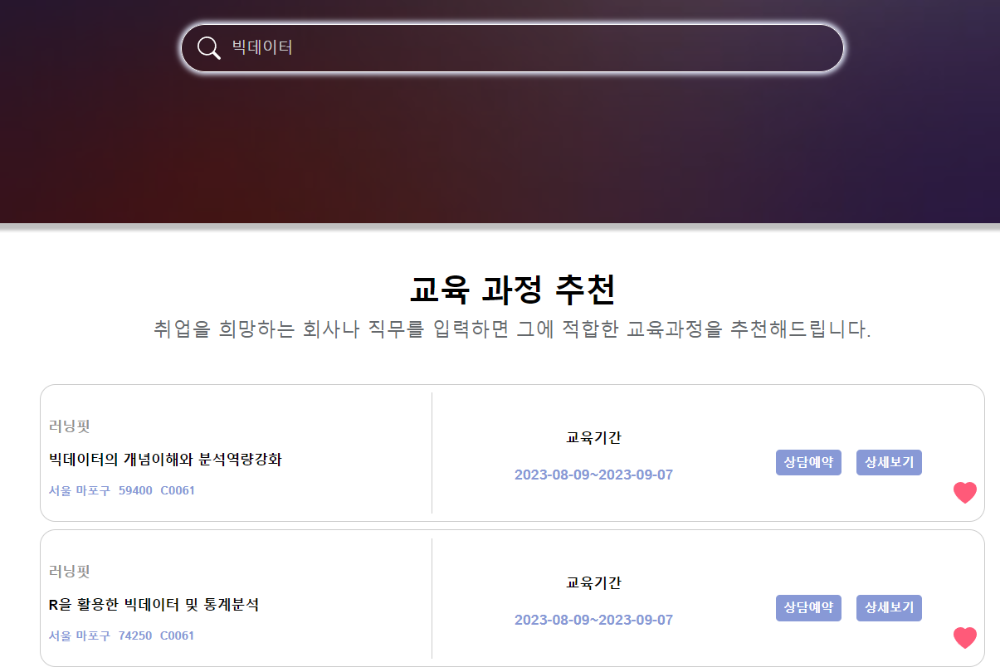 빅데이터
교육 과정 추천
취업을 희망하는 회사나 직무를 입력하면 그에 적합한 교육과정을 추천해드립니다.
러닝핏
빅데이터의 개념이해와 분석역량강화
서울 마포구 59400 C0061
교육기간
2023-08-09~2023-09-07
상담예약 상세보기
러닝핏
R을 활용한 빅데이터 및 통계분석
서울 마포구 74250 C0061
교육기간
2023-08-09~2023-09-07
상담예약 상세보기